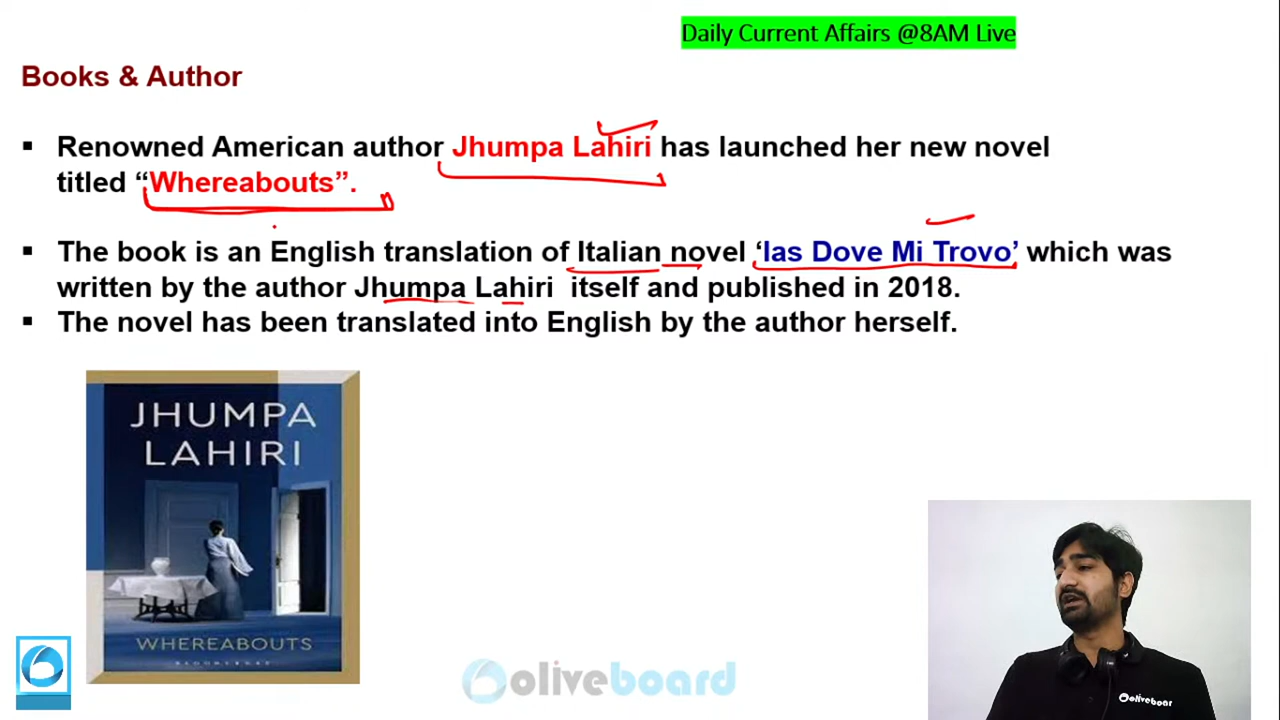 Daily Current Affairs @8AM Live
Books & Author
▪ Renowned American author Jhumpa Lahiri has launched her new novel
titled “Whereabouts”.
▪ The book is an English translation of Italian novel ‘Ias Dove Mi Trovo’ which was
written by the author Jhumpa Lahiri itself and published in 2018.
▪ The novel has been translated into English by the author herself.
JHUMPA
LAHIRI
WHEREABOUTS
BLOOMSBURY
oliveboard
oliveboar